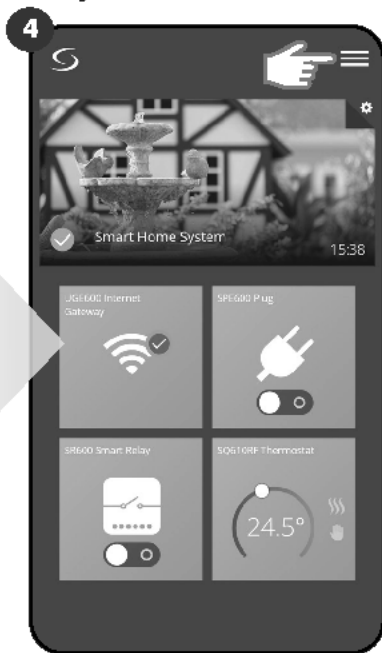 4
Smart Home System
15:38
UGE600 Internet
Gateway
SPE600 Plug
SR600 Smart Relay
SQ610RF Thermostat
24.5°